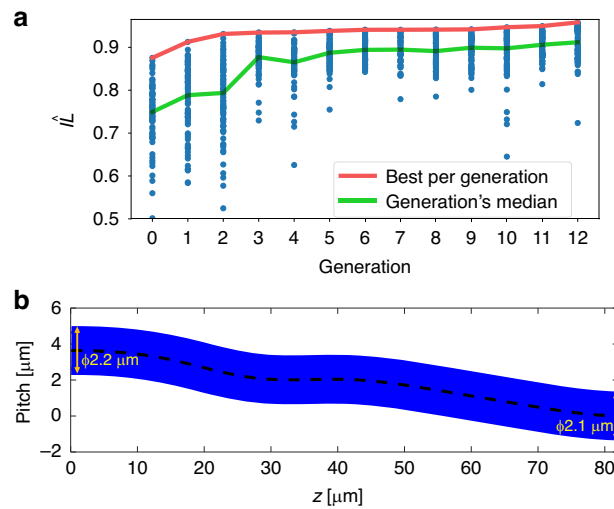 a
0.9
0.8
0.7
0.6
0.5
ÎL
Best per generation
Generation's median
0 1 2 3 4 5 6 7 8 9 10 11 12
Generation
b
6
4
2
0
−2
Pitch [μm]
ϕ2.2 μm
ϕ2.1 μm
0 10 20 30 40 50 60 70 80
z [μm]